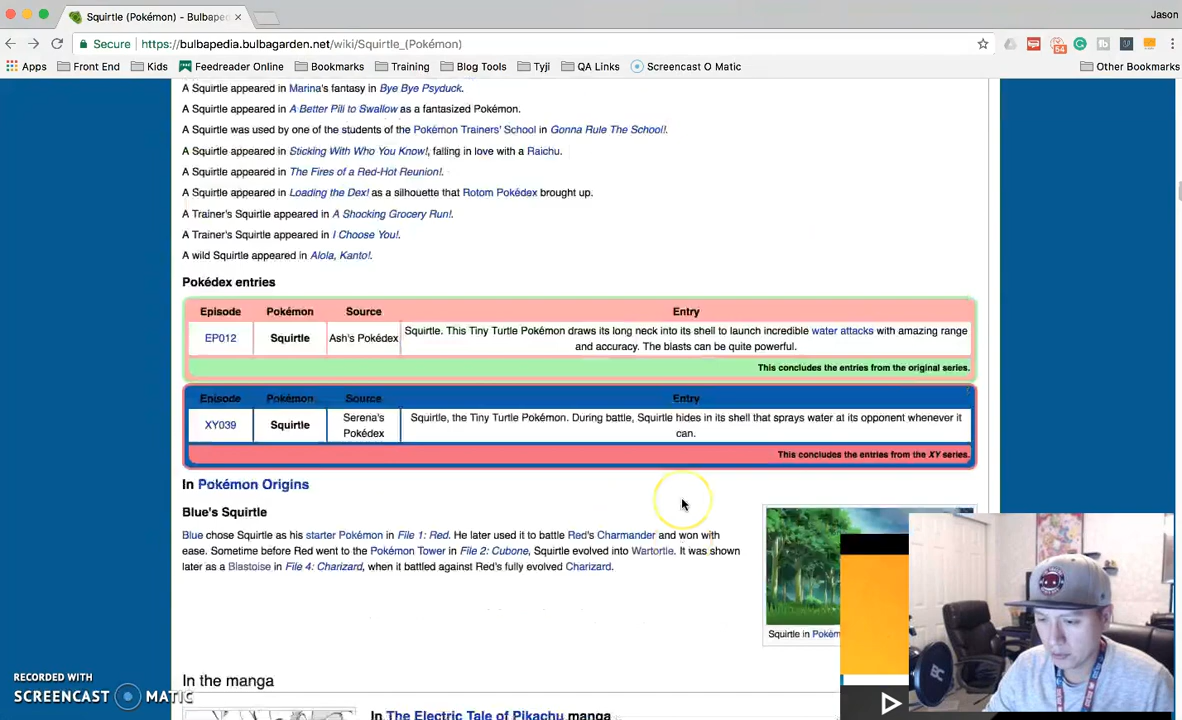 Squirtle (Pokémon) - Bulbape
Jason
Secure https://bulbapedia.bulbagarden.net/wiki/Squirtle_(Pokémon)
64
Apps Front End Kids Feedreader Online Bookmarks Training Blog Tools Tyji QA Links Screencast O Matic Other Bookmarks
A Squirtle appeared in Marina's fantasy in Bye Bye Psyduck.
A Squirtle appeared in A Better Pill to Swallow as a fantasized Pokémon.
A Squirtle was used by one of the students of the Pokémon Trainers' School in Gonna Rule The School!.
A Squirtle appeared in Sticking With Who You Know!, falling in love with a Raichu.
A Squirtle appeared in The Fires of a Red-Hot Reunion!.
A Squirtle appeared in Loading the Dex! as a silhouette that Rotom Pokédex brought up.
A Trainer's Squirtle appeared in A Shocking Grocery Run!.
A Trainer's Squirtle appeared in I Choose You!.
A wild Squirtle appeared in Alola, Kanto!.
Pokédex entries
Episode Pokémon Source Entry
EP012 Squirtle Ash's Pokédex Squirtle. This Tiny Turtle Pokémon draws its long neck into its shell to launch incredible water attacks with amazing range
and accuracy. The blasts can be quite powerful.
This concludes the entries from the original series.
Episode Pokémon Source Entry
XY039 Squirtle Serena's Squirtle, the Tiny Turtle Pokémon. During battle, Squirtle hides in its shell that sprays water at its opponent whenever it
Pokédex can.
This concludes the entries from the XY series.
In Pokémon Origins
Blue's Squirtle
Blue chose Squirtle as his starter Pokémon in File 1: Red. He later used it to battle Red's Charmander and won with
ease. Sometime before Red went to the Pokémon Tower in File 2: Cubone, Squirtle evolved into Wartortle. It was shown
later as a Blastoise in File 4: Charizard, when it battled against Red's fully evolved Charizard.
Squirtle in Pokém
In the manga
In The Electric Tale of Pikachu manga
RECORDED WITH
SCREENCAST MATIC